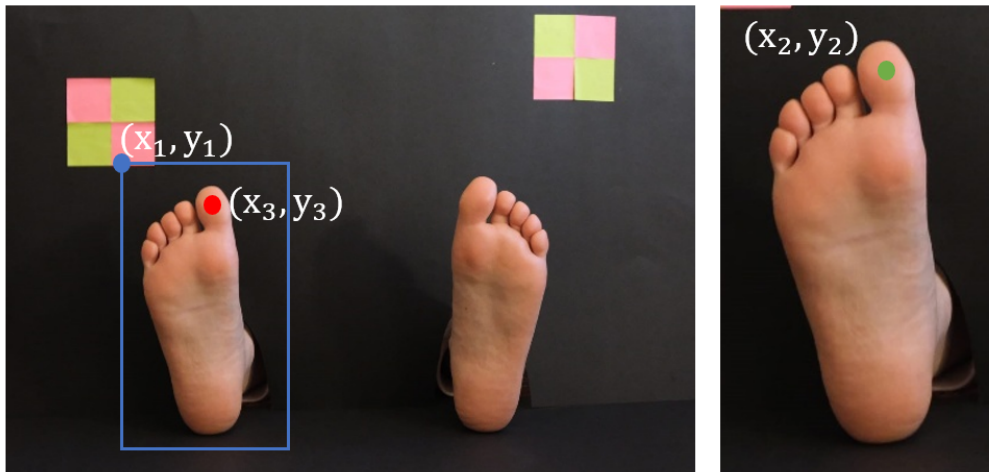 (x₁, y₁)
(x₃, y₃)
(x₂, y₂)